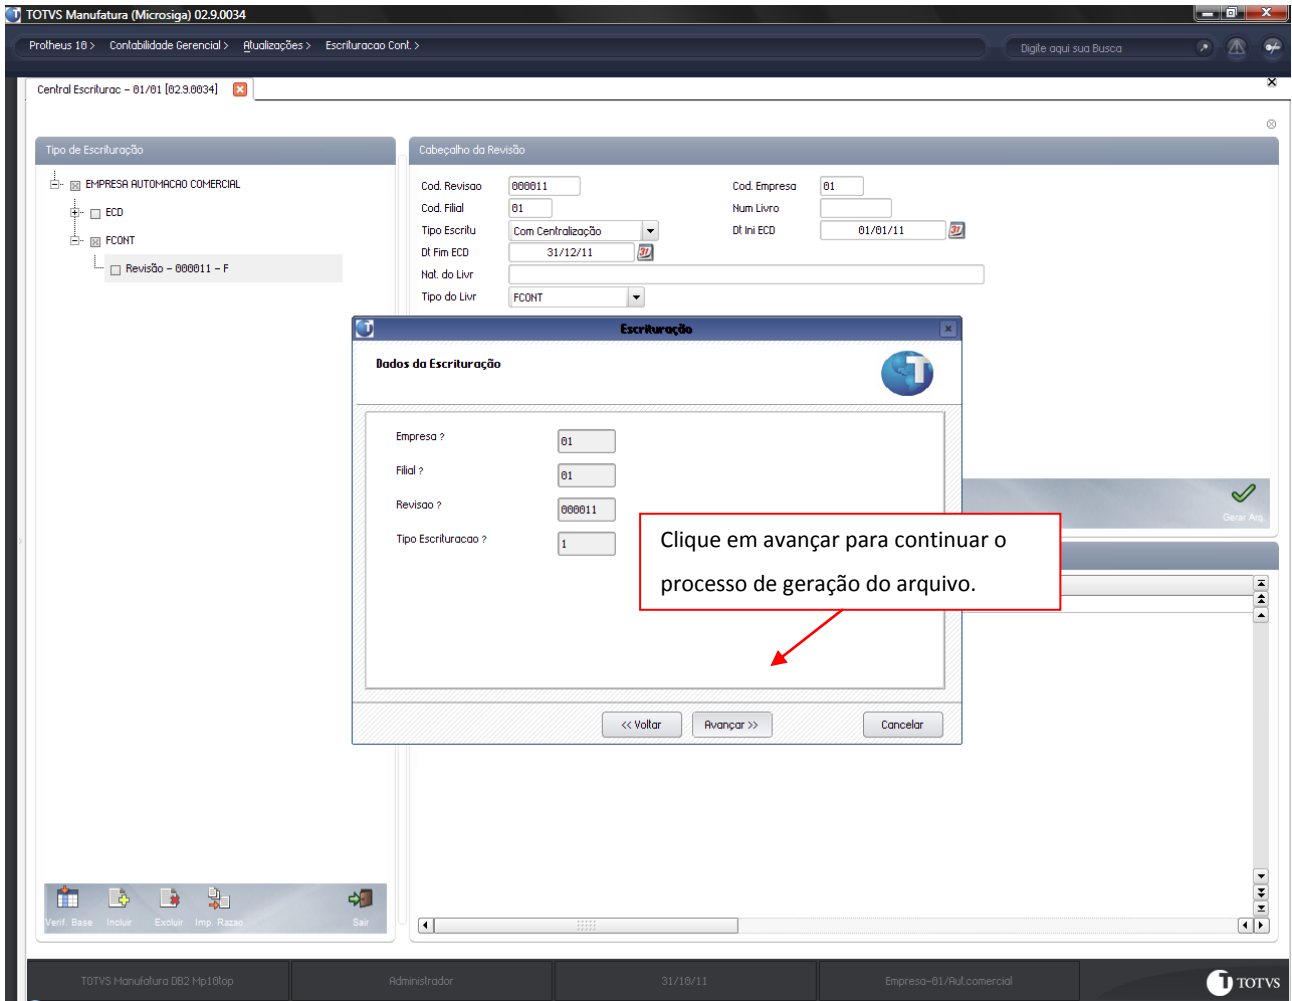 TOTVS Manufatura (Microsiga) 02.9.0034
Protheus 10 > Contabilidade Gerencial > Atualizações > Escrituracao Cont. >
Digite aqui sua Busca
Central Escriturac - 01/01 [02.9.0034]
Tipo de Escrituração
EMPRESA AUTOMACAO COMERCIAL
ECD
FCONT
Revisão - 000011 - F
Cabeçalho da Revisão
Cod. Revisao 000011 Cod. Empresa 01
Cod. Filial 01 Num Livro
Tipo Escritu Com Centralização Dt Ini ECD 01/01/11
Dt Fim ECD 31/12/11
Nat. do Livr
Tipo do Livr FCONT
Escrituração
Dados da Escrituração
Empresa ? 01
Filial ? 01
Revisao ? 000011
Tipo Escrituracao ? 1
Clique em avançar para continuar o
processo de geração do arquivo.
<< Voltar Avançar >> Cancelar
Gerar Arq.
Verif. Base Incluir Excluir Imp. Razao Sair
TOTVS Manufatura DB2 Mp10top Administrador 31/10/11 Empresa-01/Aut.comercial TOTVS